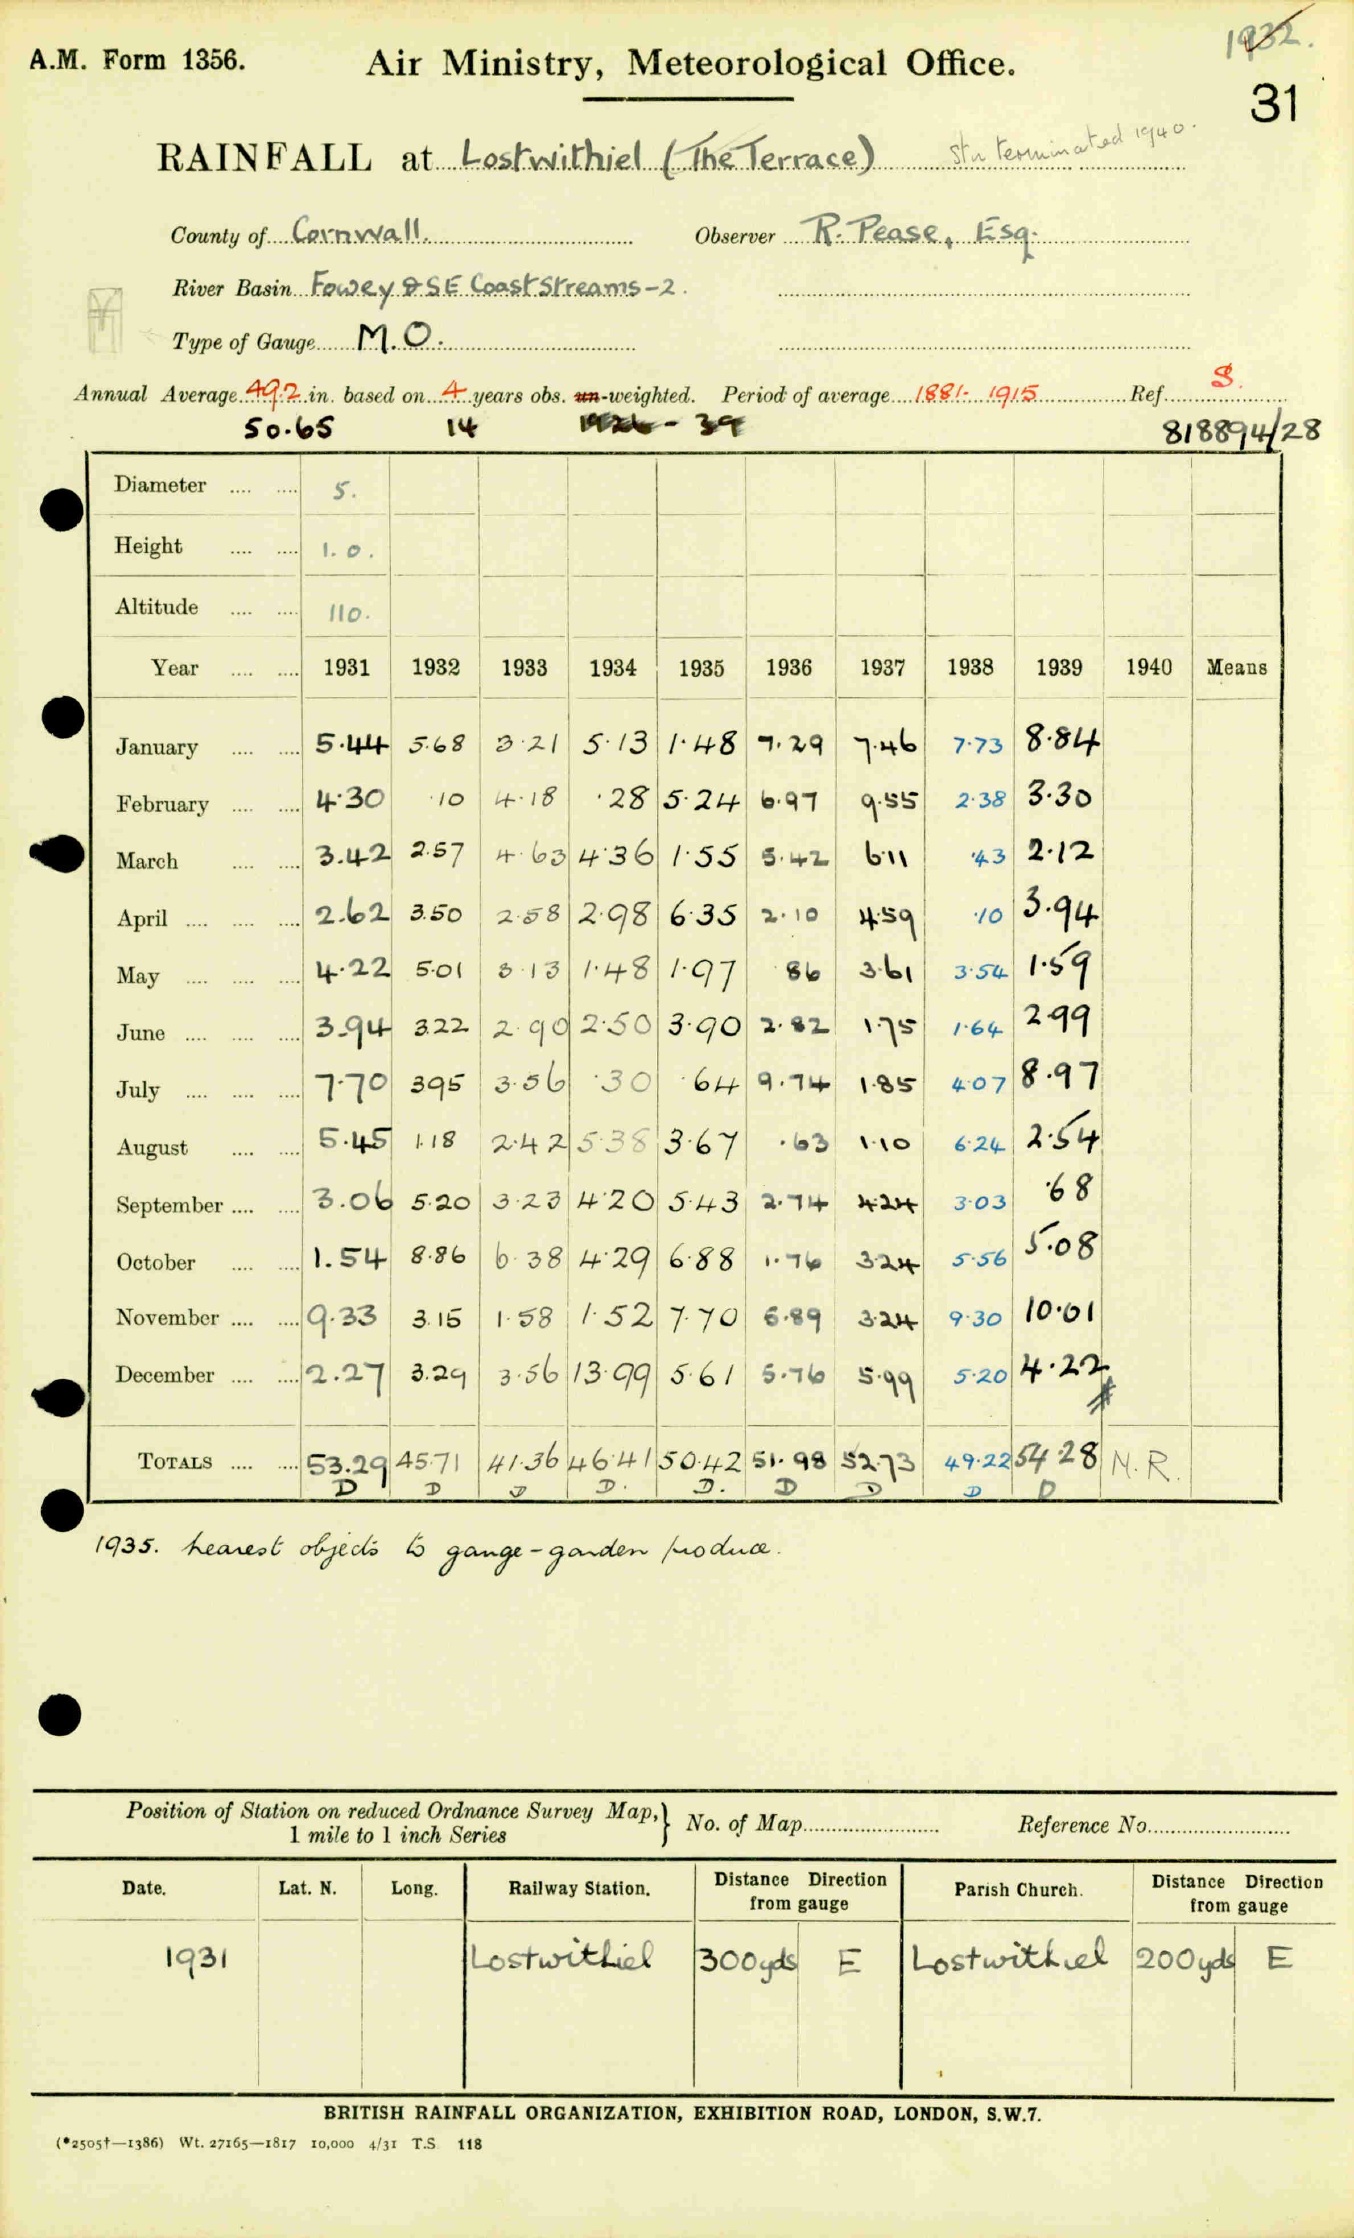 1932.
A.M. Form 1356.
Air Ministry, Meteorological Office.
31
RAINFALL at Lostwithiel (The Terrace) Stn terminated 1940.
County of Cornwall. Observer R. Pease, Esq.
River Basin Fowey & SE Coast Streams-2.
Type of Gauge M.O.
Annual Average 49.2 in. based on 4 years obs. un-weighted. Period of average 1881- 1915 Ref. S.
50.65 14 1926 - 39 818894/28
Diameter .... .... 5.
Height .... .... 1.0.
Altitude .... .... 110.
Year .... .... 1931 1932 1933 1934 1935 1936 1937 1938 1939 1940 Means
January .... .... 5.44 5.68 3.21 5.13 1.48 7.29 7.46 7.73 8.84
February .... .... 4.30 .10 4.18 .28 5.24 6.97 9.55 2.38 3.30
March .... .... 3.42 2.57 4.63 4.36 1.55 5.42 6.11 .43 2.12
April .... .... .... 2.62 3.50 2.58 2.98 6.35 2.10 4.59 .10 3.94
May .... .... .... 4.22 5.01 3.13 1.48 1.97 .86 3.61 3.54 1.59
June .... .... .... 3.94 3.22 2.90 2.50 3.90 2.82 1.75 1.64 2.99
July .... .... .... 7.70 3.95 3.56 .30 .64 9.74 1.85 4.07 8.97
August .... .... 5.45 1.18 2.42 5.38 3.67 .63 1.10 6.24 2.54
September .... .... 3.06 5.20 3.23 4.20 5.43 2.74 4.24 3.03 .68
October .... .... 1.54 8.86 6.38 4.29 6.88 1.76 3.24 5.56 5.08
November .... .... 9.33 3.15 1.58 1.52 7.70 5.89 3.24 9.30 10.01
December .... .... 2.27 3.29 3.56 13.99 5.61 5.76 5.99 5.20 4.22
TOTALS .... .... 53.29 45.71 41.36 46.41 50.42 51.98 52.73 49.22 54.28 N.R.
D D D D. D. D D D D
1935. nearest objects to gauge - garden produce.
Position of Station on reduced Ordnance Survey Map,} No. of Map Reference No.
1 mile to 1 inch Series
Date. Lat. N. Long. Railway Station. Distance Direction from gauge Parish Church. Distance Direction from gauge
1931 Lostwithiel 300yds E Lostwithiel 200yds E
BRITISH RAINFALL ORGANIZATION, EXHIBITION ROAD, LONDON, S.W.7.
(*2505†—1386) Wt. 27165—1817 10,000 4/31 T.S. 118